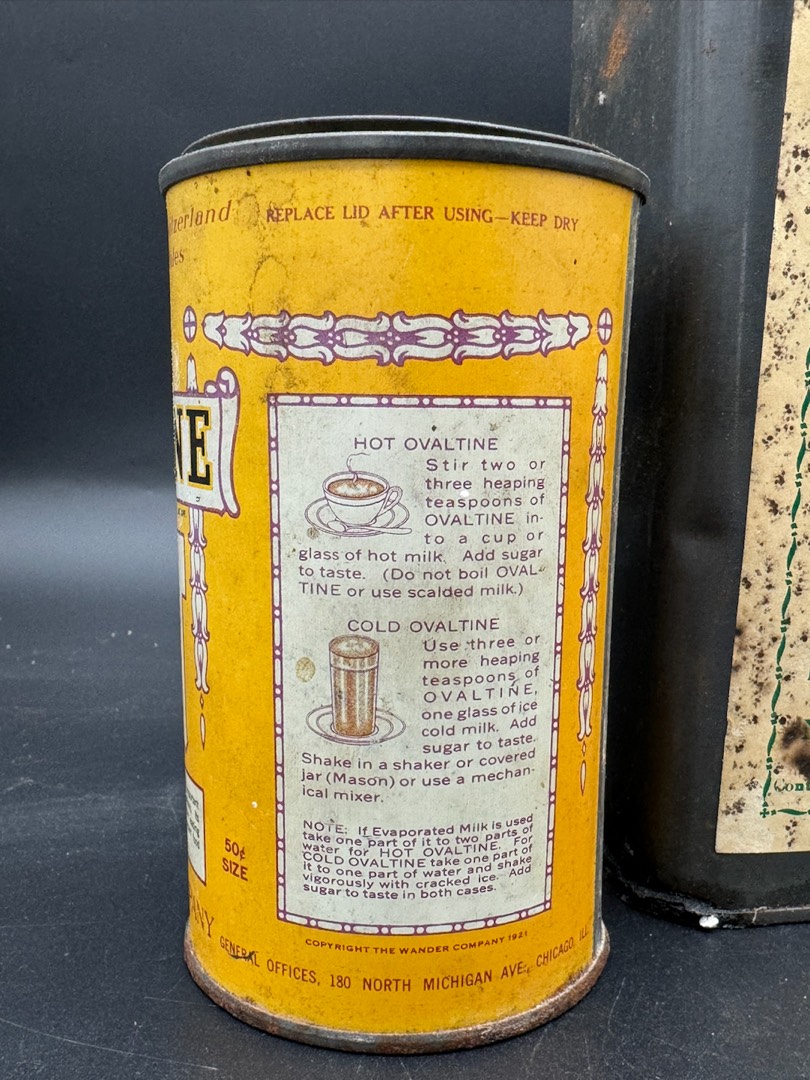 REPLACE LID AFTER USING—KEEP DRY
NE
HOT OVALTINE
Stir two or
three heaping
teaspoons of
OVALTINE in-
to a cup or
glass of hot milk. Add sugar
to taste. (Do not boil OVAL-
TINE or use scalded milk.)
COLD OVALTINE
Use three or
more heaping
teaspoons of
OVALTINE,
one glass of ice
cold milk. Add
sugar to taste.
Shake in a shaker or covered
jar (Mason) or use a mechan-
ical mixer.
NOTE: If Evaporated Milk is used
take one part of it to two parts of
water for HOT OVALTINE. For
COLD OVALTINE take one part of
it to one part of water and shake
vigorously with cracked ice. Add
sugar to taste in both cases.
50¢
SIZE
COPYRIGHT THE WANDER COMPANY
GENERAL OFFICES, 180 NORTH MICHIGAN AVE., CHICAGO, ILL.